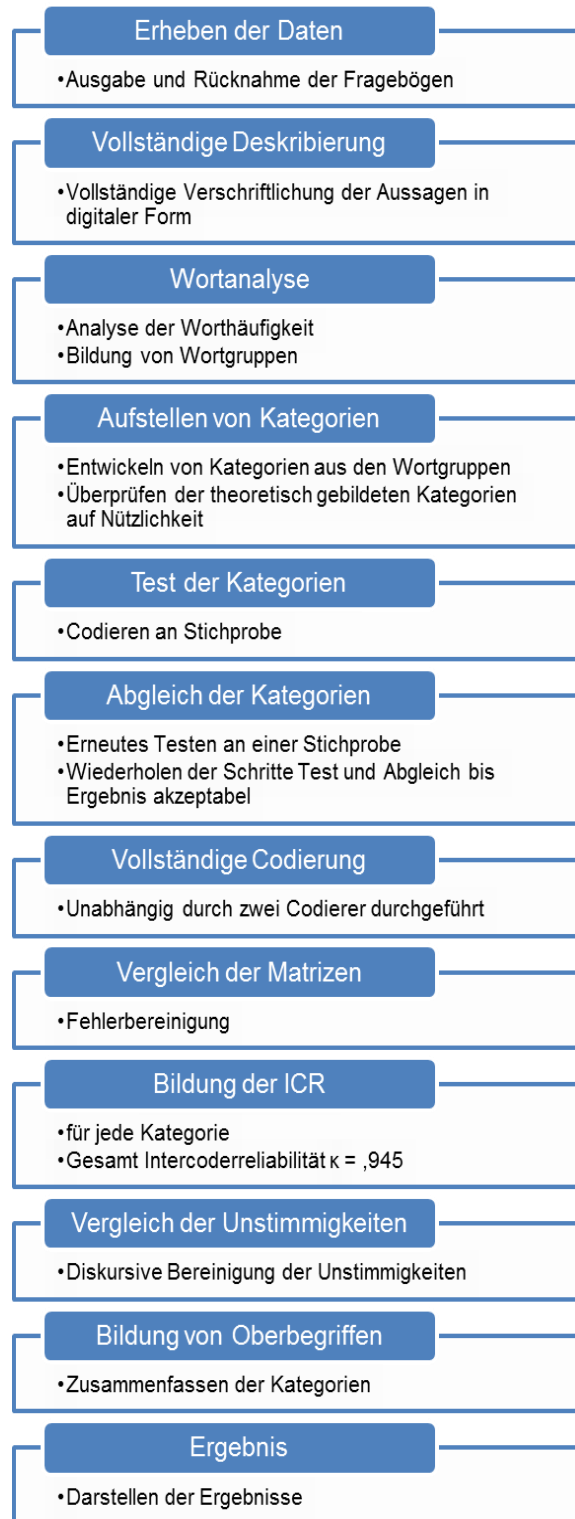 Erheben der Daten
•Ausgabe und Rücknahme der Fragebögen
Vollständige Deskribierung
•Vollständige Verschriftlichung der Aussagen in
digitaler Form
Wortanalyse
•Analyse der Worthäufigkeit
•Bildung von Wortgruppen
Aufstellen von Kategorien
•Entwickeln von Kategorien aus den Wortgruppen
•Überprüfen der theoretisch gebildeten Kategorien
auf Nützlichkeit
Test der Kategorien
•Codieren an Stichprobe
Abgleich der Kategorien
•Erneutes Testen an einer Stichprobe
•Wiederholen der Schritte Test und Abgleich bis
Ergebnis akzeptabel
Vollständige Codierung
•Unabhängig durch zwei Codierer durchgeführt
Vergleich der Matrizen
•Fehlerbereinigung
Bildung der ICR
•für jede Kategorie
•Gesamt Intercoderreliabilität κ = ,945
Vergleich der Unstimmigkeiten
•Diskursive Bereinigung der Unstimmigkeiten
Bildung von Oberbegriffen
•Zusammenfassen der Kategorien
Ergebnis
•Darstellen der Ergebnisse